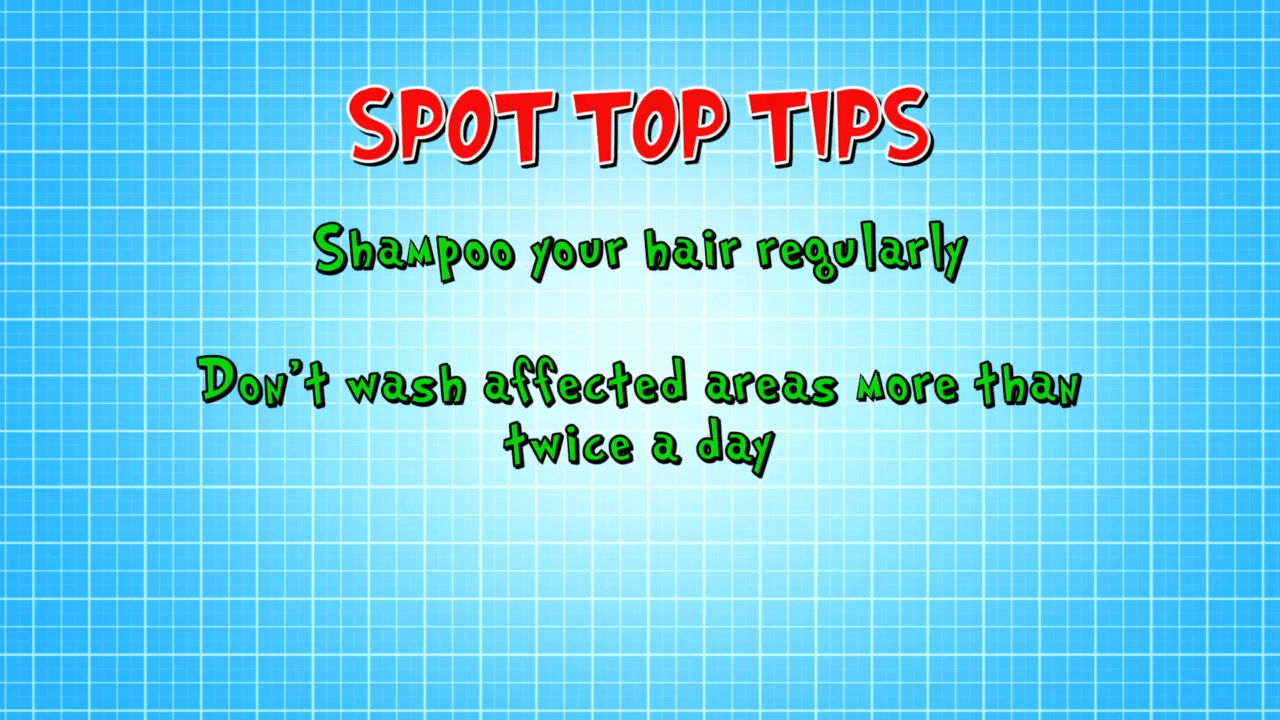 SPOT TOP TIPS
Shampoo your hair regularly
Don't wash affected areas more than
twice a day